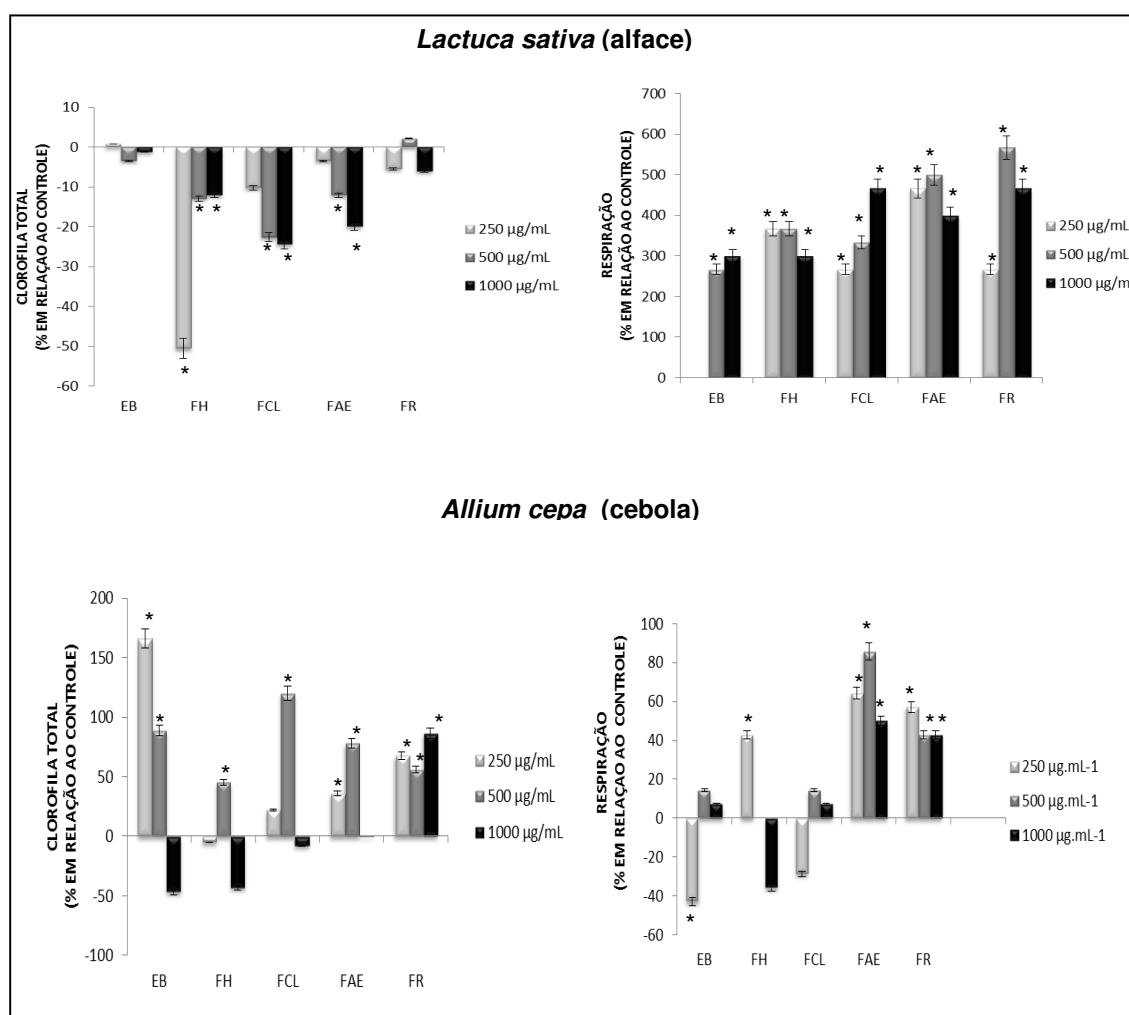 Lactuca sativa (alface)
CLOROFILA TOTAL
(% EM RELAÇÃO AO CONTROLE)
10
0
-10
-20
-30
-40
-50
-60
* * * * * * *
EB FH FCL FAE FR
250 µg/mL
500 µg/mL
1000 µg/mL
RESPIRAÇÃO
(% EM RELAÇÃO AO CONTROLE)
700
600
500
400
300
200
100
0
* * * * * * * * * * * * * *
EB FH FCL FAE FR
250 µg/mL
500 µg/mL
1000 µg/m
Allium cepa (cebola)
CLOROFILA TOTAL
(% EM RELAÇÃO AO CONTROLE)
200
150
100
50
0
-50
-100
* * * * * * * * *
EB FH FCL FAE FR
250 µg/mL
500 µg/mL
1000 µg/mL
RESPIRAÇÃO
(% EM RELAÇAO AO CONTROLE)
100
80
60
40
20
0
-20
-40
-60
* * * * * * * *
EB FH FCL FAE FR
250 µg.mL-1
500 µg.mL-1
1000 µg.mL-1